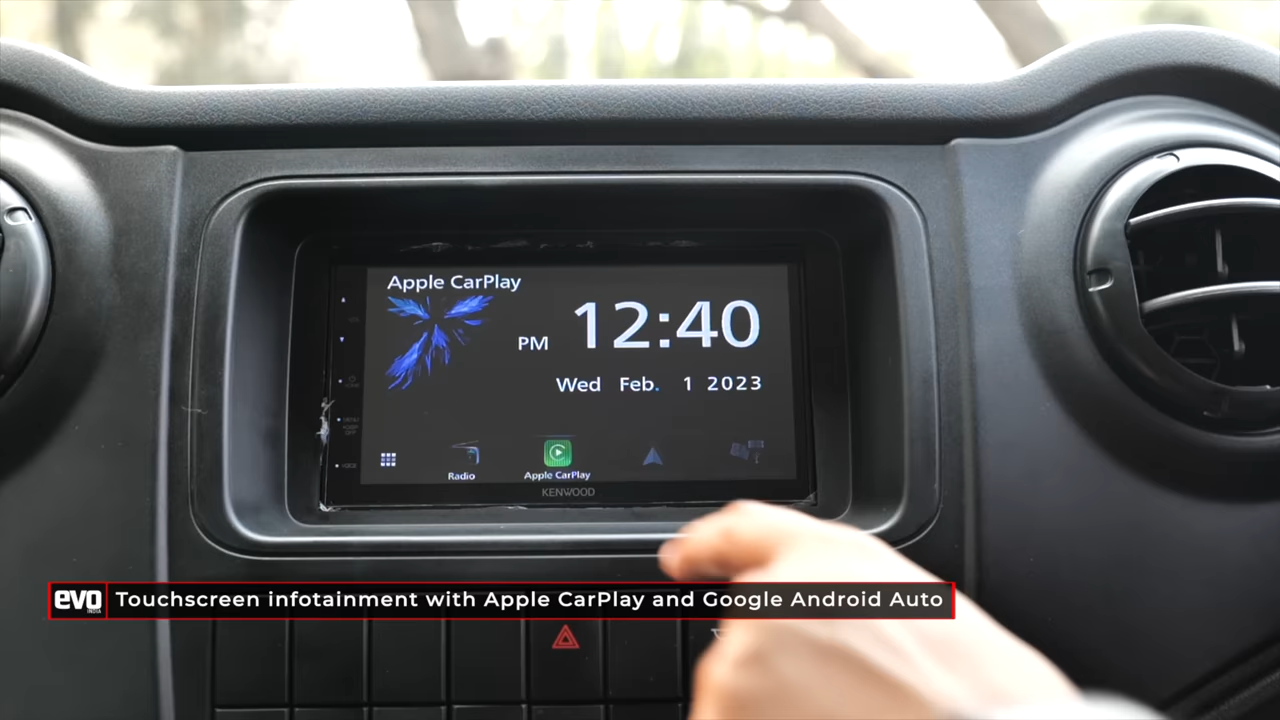 Apple CarPlay
PM 12:40
Wed Feb. 1 2023
Radio
Apple CarPlay
KENWOOD
evo INDIA Touchscreen infotainment with Apple CarPlay and Google Android Auto